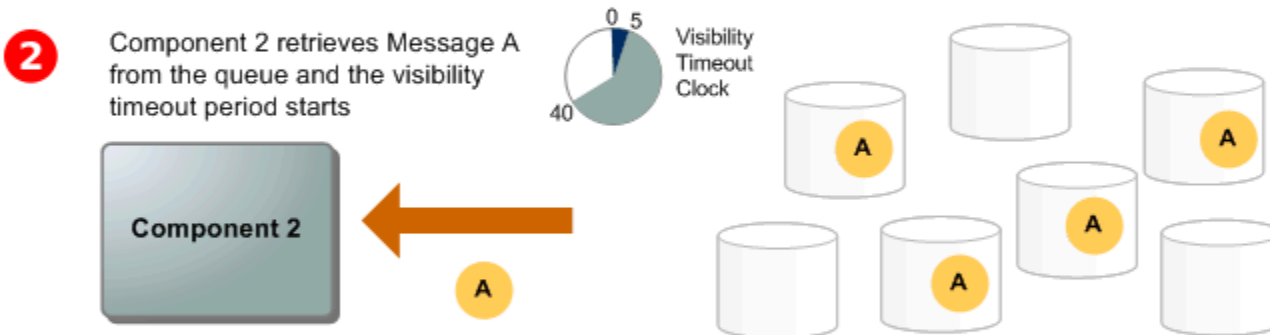 2
Component 2 retrieves Message A
from the queue and the visibility
timeout period starts
0 5
40
Visibility
Timeout
Clock
Component 2
A
A
A
A
A